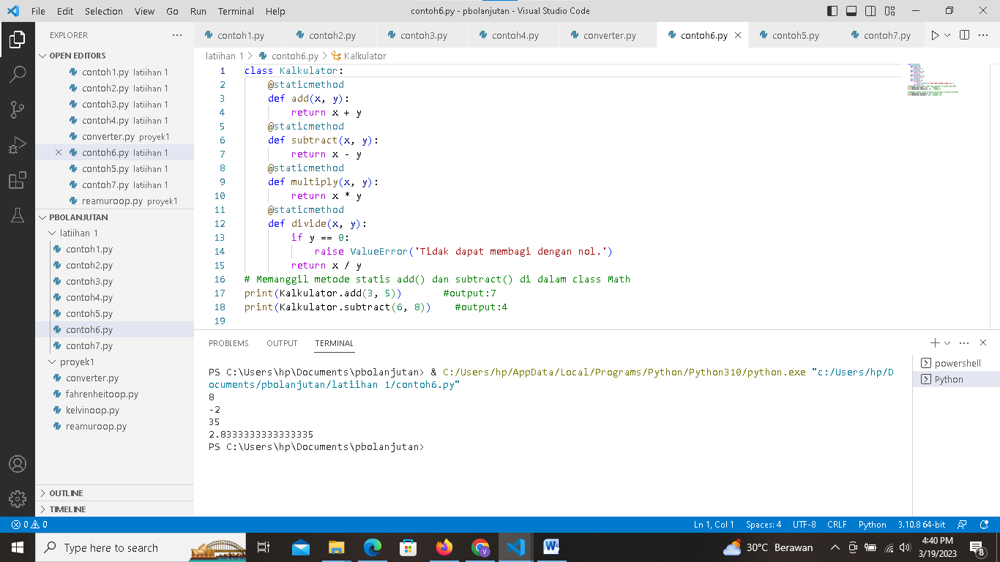 File Edit Selection View Go Run Terminal Help
contoh6.py - pbolanjutan - Visual Studio Code
EXPLORER
OPEN EDITORS
contoh1.py latiihan 1
contoh2.py latiihan 1
contoh3.py latiihan 1
contoh4.py latiihan 1
converter.py proyek1
contoh6.py latiihan 1
contoh5.py latiihan 1
contoh7.py latiihan 1
reamuroop.py proyek1
PBOLANJUTAN
latiihan 1
contoh1.py
contoh2.py
contoh3.py
contoh4.py
contoh5.py
contoh6.py
contoh7.py
proyek1
converter.py
fahrenheitoop.py
kelvinoop.py
reamuroop.py
OUTLINE
TIMELINE
contoh1.py contoh2.py contoh3.py contoh4.py converter.py contoh6.py contoh5.py contoh7.py
latiihan 1 > contoh6.py > Kalkulator
1 class Kalkulator:
2 @staticmethod
3 def add(x, y):
4 return x + y
5 @staticmethod
6 def subtract(x, y):
7 return x - y
8 @staticmethod
9 def multiply(x, y):
10 return x * y
11 @staticmethod
12 def divide(x, y):
13 if y == 0:
14 raise ValueError('Tidak dapat membagi dengan nol.')
15 return x / y
16 # Memanggil metode statis add() dan subtract() di dalam class Math
17 print(Kalkulator.add(3, 5)) #output:7
18 print(Kalkulator.subtract(6, 8)) #output:4
19
PROBLEMS OUTPUT TERMINAL
PS C:\Users\hp\Documents\pbolanjutan> & C:/Users/hp/AppData/Local/Programs/Python/Python310/python.exe "c:/Users/hp/D
ocuments/pbolanjutan/latiihan 1/contoh6.py"
8
-2
35
2.8333333333333335
PS C:\Users\hp\Documents\pbolanjutan>
powershell
Python
0 0
Ln 1, Col 1 Spaces: 4 UTF-8 CRLF Python 3.10.8 64-bit
Type here to search
30°C Berawan
4:40 PM
3/19/2023
8